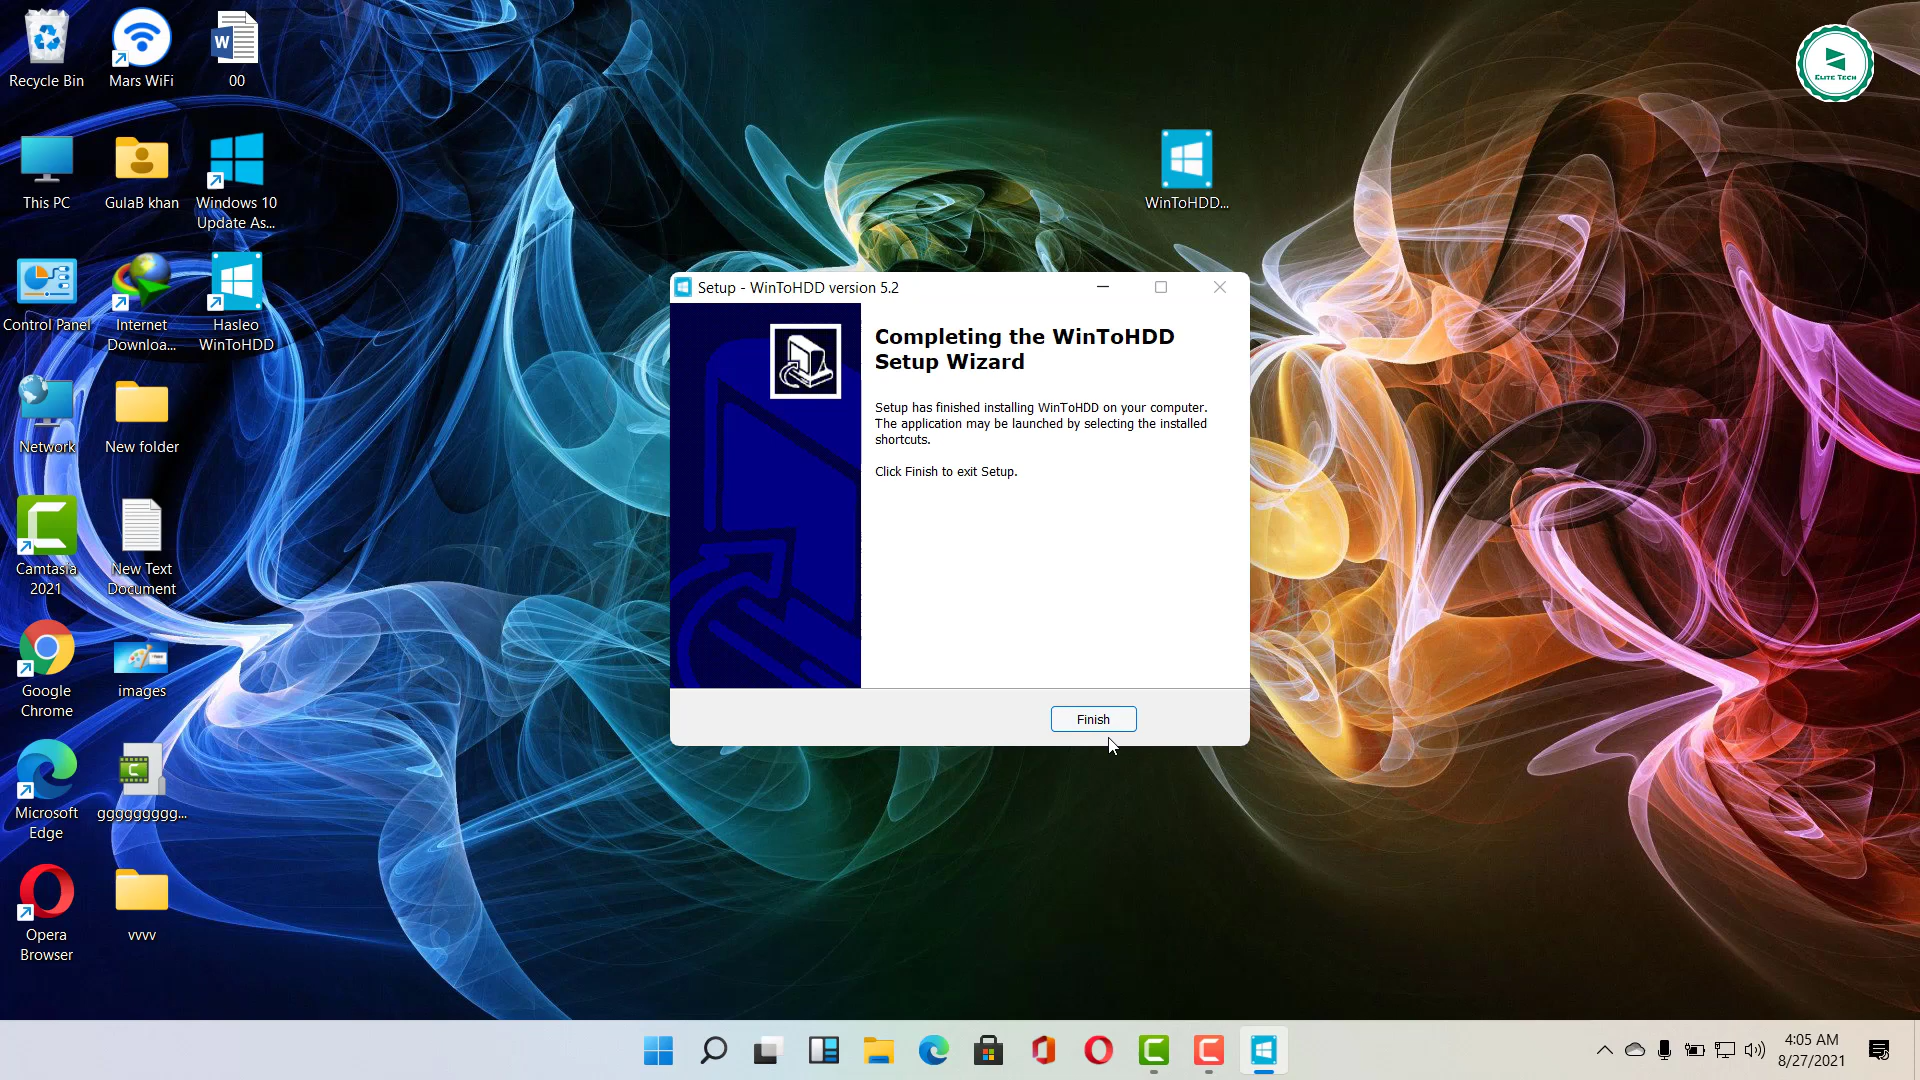 Recycle Bin
Mars WiFi
00
W
ELITE TECH
This PC
GulaB khan
Windows 10
Update As...
WinToHDD...
Control Panel
Internet
Downloa...
Hasleo
WinToHDD
Setup - WinToHDD version 5.2
Completing the WinToHDD
Setup Wizard
Setup has finished installing WinToHDD on your computer.
The application may be launched by selecting the installed
shortcuts.
Click Finish to exit Setup.
Finish
Network
New folder
Camtasia
2021
New Text
Document
Google
Chrome
images
Microsoft
Edge
ggggggggg...
Opera
Browser
vvvv
4:05 AM
8/27/2021